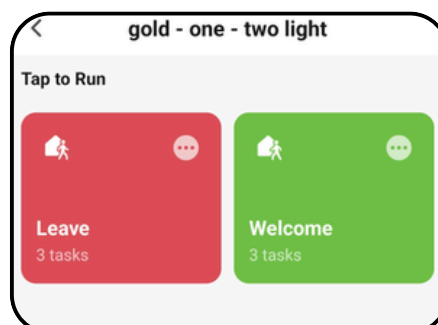 gold - one - two light
Tap to Run
Leave
3 tasks
Welcome
3 tasks